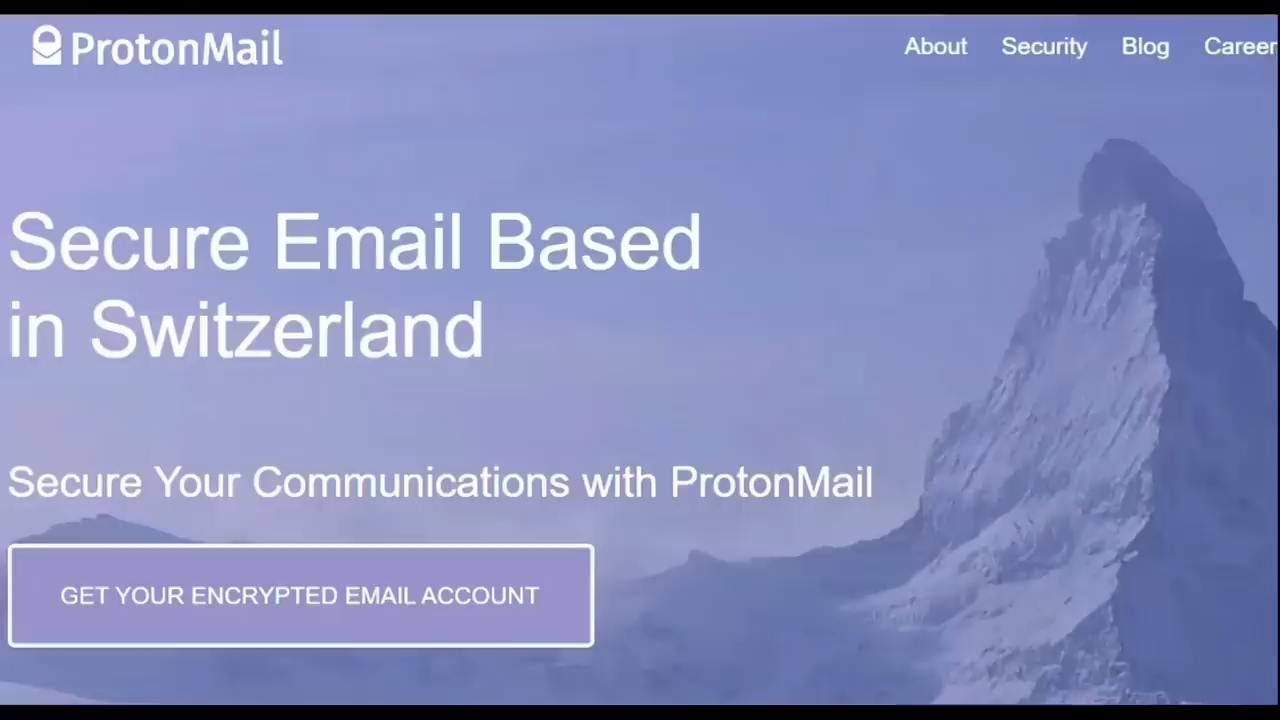 ProtonMail
About Security Blog Career
Secure Email Based
in Switzerland
Secure Your Communications with ProtonMail
GET YOUR ENCRYPTED EMAIL ACCOUNT